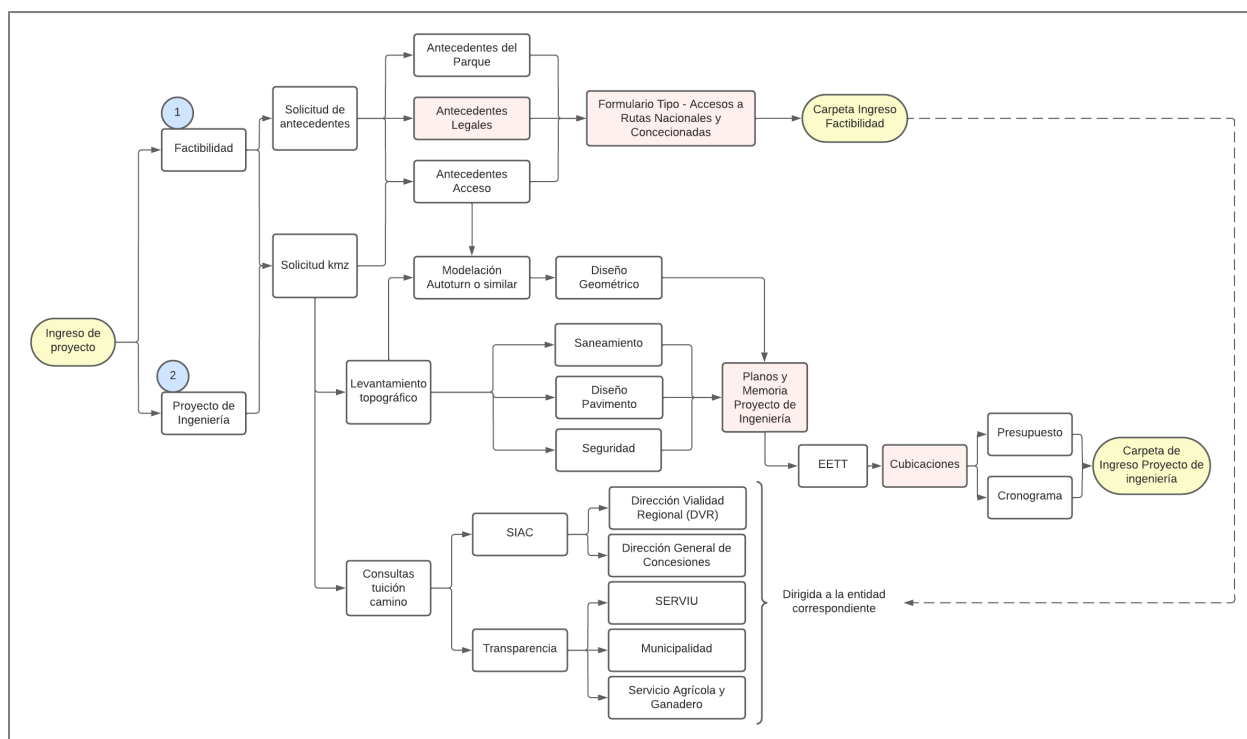 Antecedentes del
Parque
1
Solicitud de
antecedentes
Antecedentes
Legales
Formulario Tipo - Accesos a
Rutas Nacionales y
Concecionadas
Carpeta Ingreso
Factibilidad
Factibilidad
Antecedentes
Acceso
Solicitud kmz
Modelación
Autoturn o similar
Diseño
Geométrico
Ingreso de
proyecto
Saneamiento
2
Proyecto de
Ingeniería
Levantamiento
topográfico
Diseño
Pavimento
Planos y
Memoria
Proyecto de
Ingeniería
Seguridad
EETT
Cubicaciones
Presupuesto
Cronograma
Carpeta de
Ingreso Proyecto de
ingeniería
Dirección Vialidad
Regional (DVR)
SIAC
Dirección General de
Concesiones
Consultas
tuición
camino
SERVIU
Dirigida a la entidad
correspondiente
Transparencia
Municipalidad
Servicio Agrícola y
Ganadero